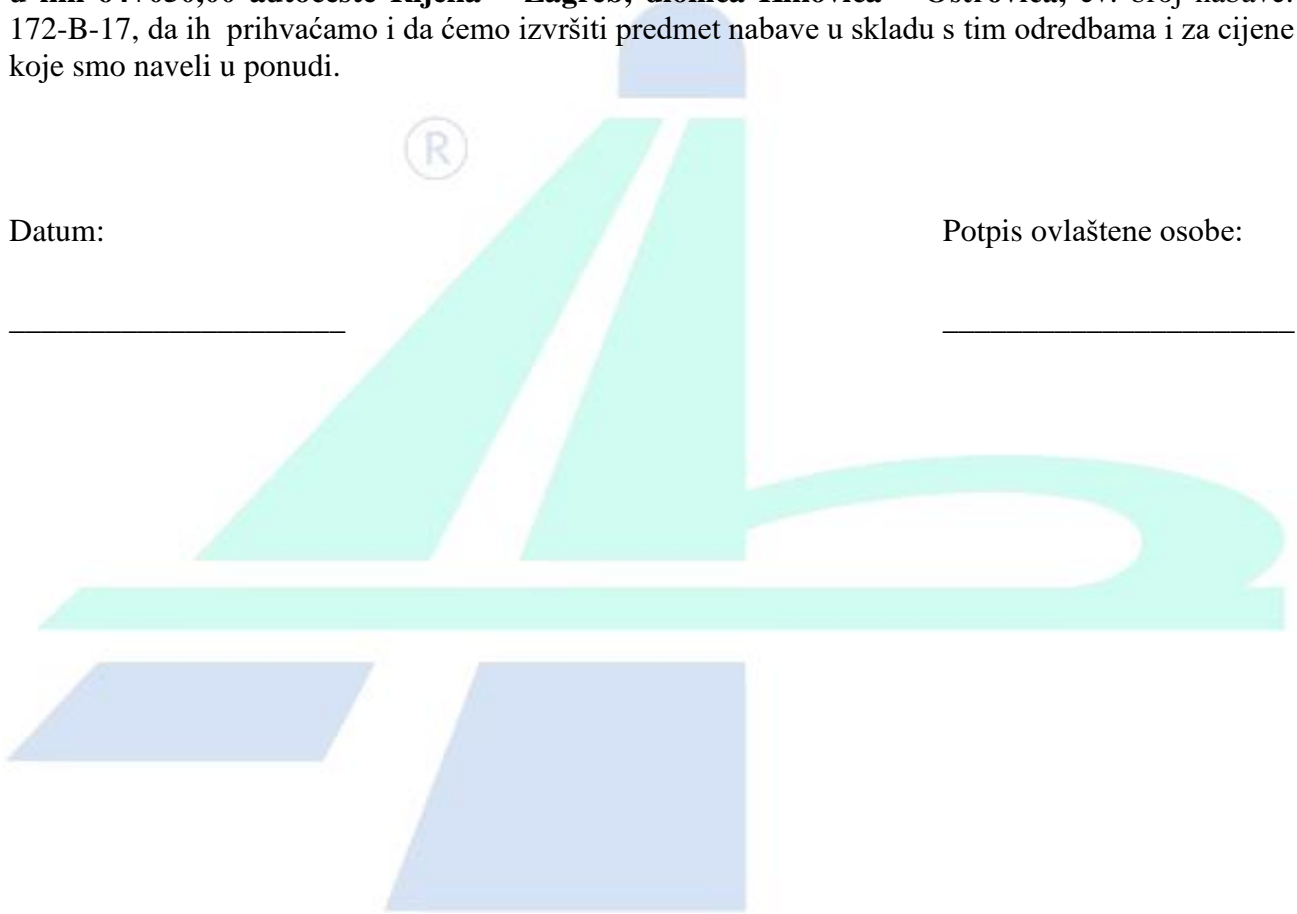 172-B-17, da ih prihvaćamo i da ćemo izvršiti predmet nabave u skladu s tim odredbama i za cijene
koje smo naveli u ponudi.
®
Datum:
Potpis ovlaštene osobe: